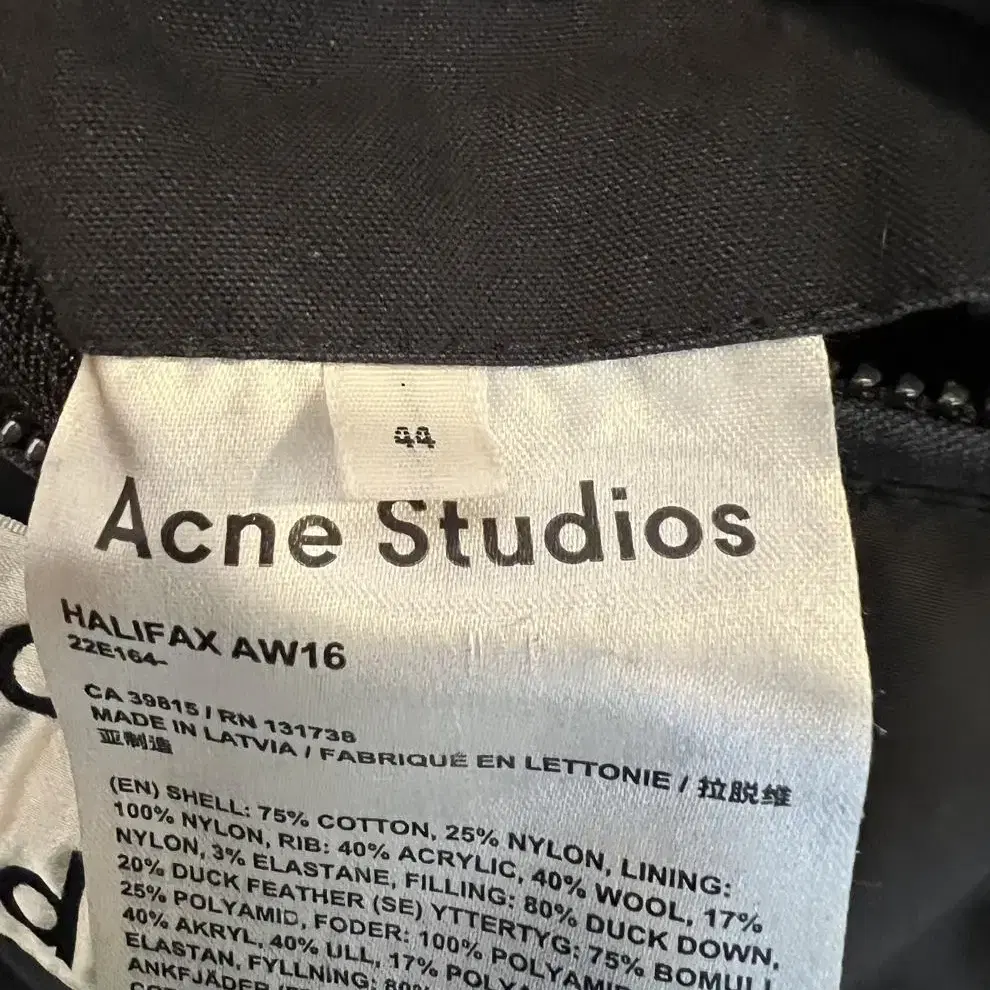 44
Acne Studios
HALIFAX AW16
22E164-
CA 39815 / RN 131738
MADE IN LATVIA / FABRIQUÉ EN LETTONIE / 拉脱维
亚制造
(EN) SHELL: 75% COTTON, 25% NYLON, LINING:
100% NYLON, RIB: 40% ACRYLIC, 40% WOOL, 17%
NYLON, 3% ELASTANE, FILLING: 80% DUCK DOWN,
20% DUCK FEATHER (SE) YTTERTYG: 75% BOMULL
25% POLYAMID, FODER: 100% POLYAMID
40% AKRYL, 40% ULL, 17%
ELASTAN, FYLLNING: 80%
ANKFJÄDER